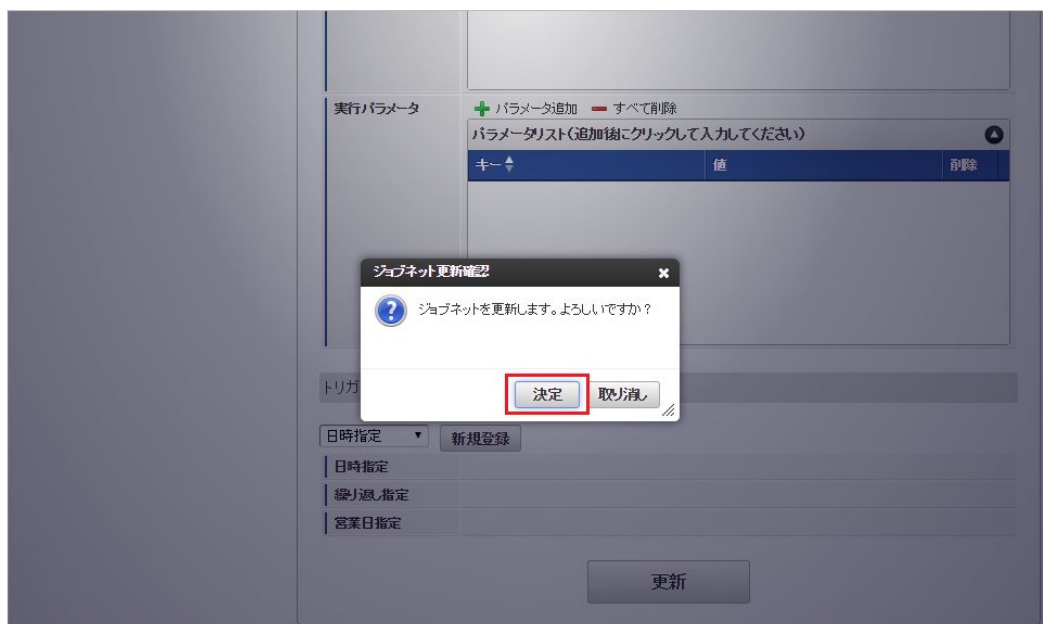 実行パラメータ
パラメータ追加 すべて削除
パラメータリスト(追加後にクリックして入力してください)
キー 値 削除
ジョブネット更新確認
ジョブネットを更新します。よろしいですか?
決定 取り消し
トリガ
日時指定 新規登録
日時指定
繰り返し指定
営業日指定
更新